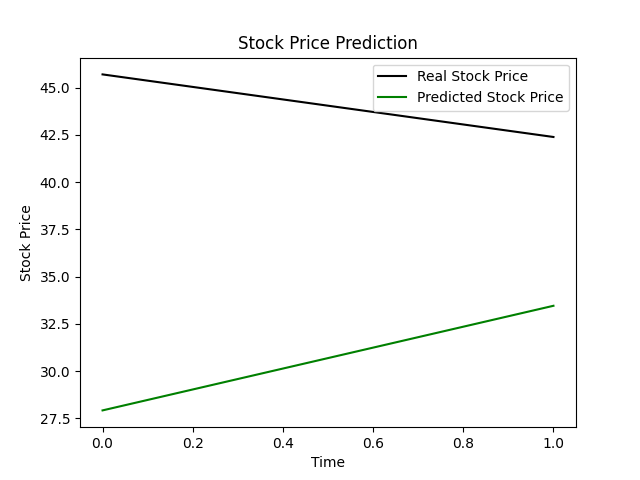 Stock Price Prediction
Real Stock Price
Predicted Stock Price
Stock Price
45.0
42.5
40.0
37.5
35.0
32.5
30.0
27.5
0.0 0.2 0.4 0.6 0.8 1.0
Time